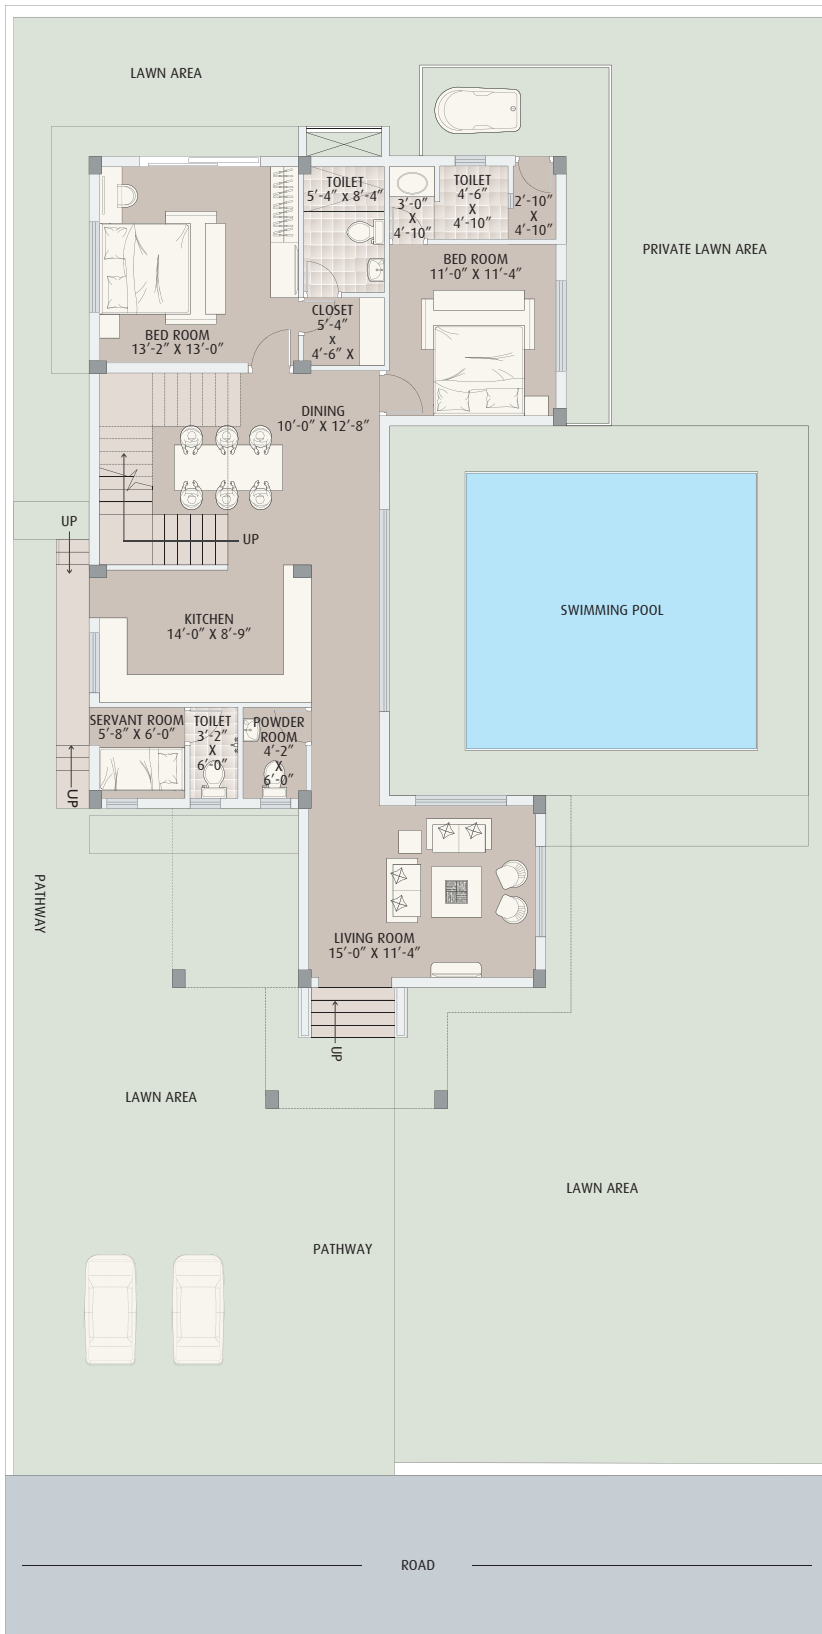 LAWN AREA
TOILET
5'-4" X 8'-4"
3'-0"
X
4'-10"
TOILET
4'-6"
X
4'-10"
2'-10"
X
4'-10"
PRIVATE LAWN AREA
BED ROOM
11'-0" X 11'-4"
BED ROOM
13'-2" X 13'-0"
CLOSET
5'-4"
X
4'-6" X
DINING
10'-0" X 12'-8"
UP
UP
KITCHEN
14'-0" X 8'-9"
SWIMMING POOL
SERVANT ROOM
5'-8" X 6'-0"
TOILET
3'-2"
X
6'-0"
POWDER
ROOM
4'-2"
X
6'-0"
UP
PATHWAY
LIVING ROOM
15'-0" X 11'-4"
UP
LAWN AREA
LAWN AREA
PATHWAY
ROAD